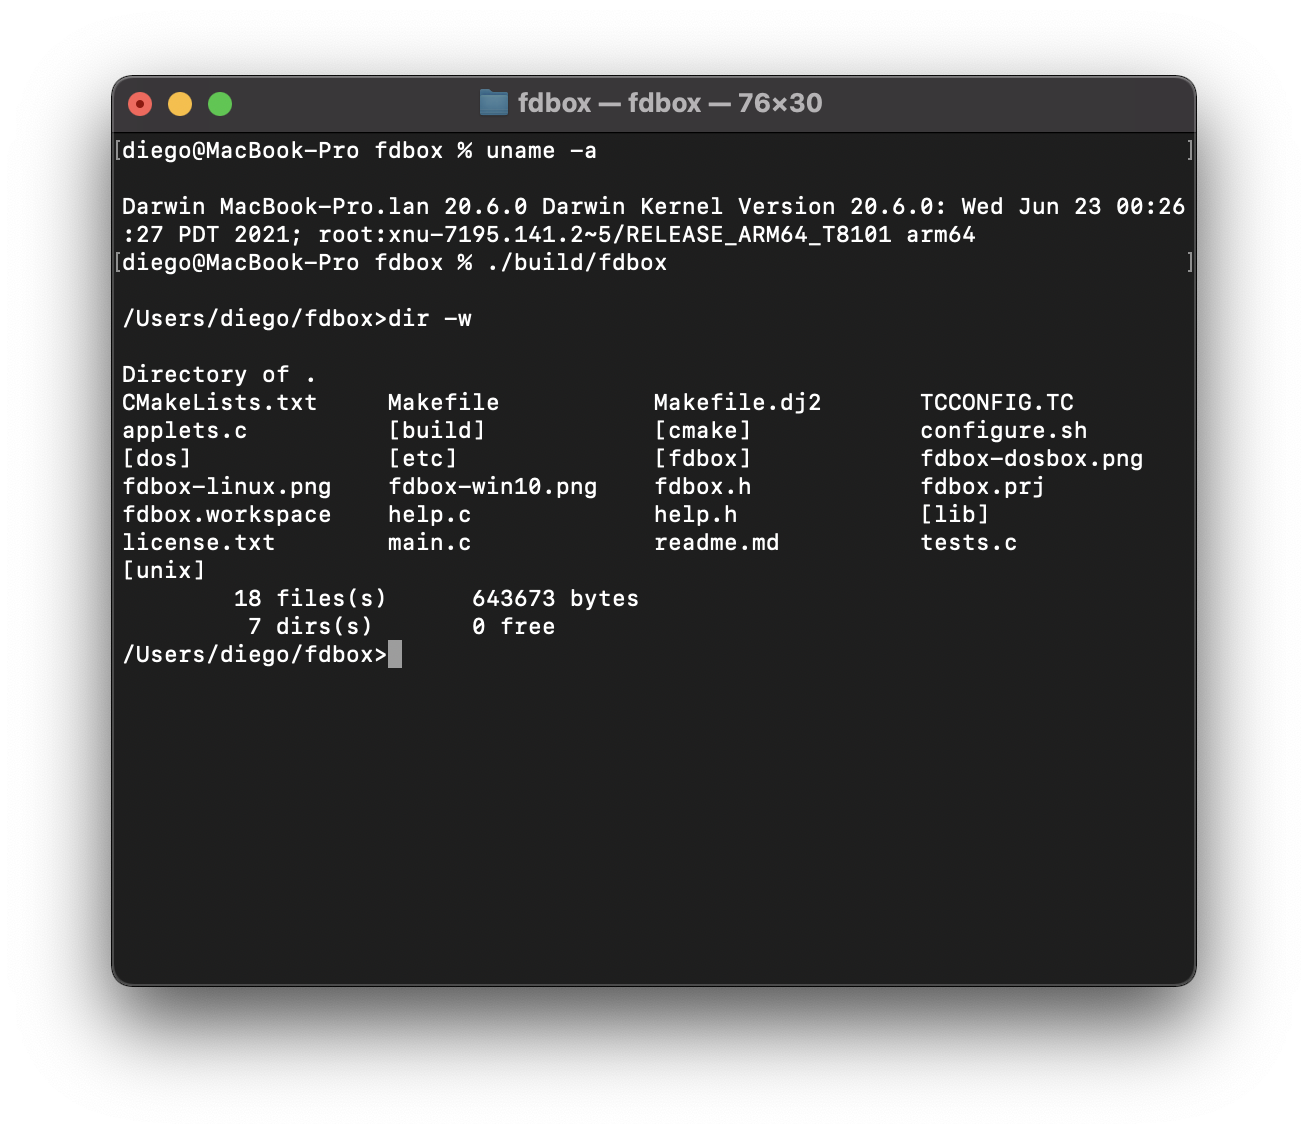 fdbox — fdbox — 76×30
[diego@MacBook-Pro fdbox % uname -a ]
Darwin MacBook-Pro.lan 20.6.0 Darwin Kernel Version 20.6.0: Wed Jun 23 00:26
:27 PDT 2021; root:xnu-7195.141.2~5/RELEASE_ARM64_T8101 arm64
[diego@MacBook-Pro fdbox % ./build/fdbox ]
/Users/diego/fdbox>dir -w
Directory of .
CMakeLists.txt Makefile Makefile.dj2 TCCONFIG.TC
applets.c [build] [cmake] configure.sh
[dos] [etc] [fdbox] fdbox-dosbox.png
fdbox-linux.png fdbox-win10.png fdbox.h fdbox.prj
fdbox.workspace help.c help.h [lib]
license.txt main.c readme.md tests.c
[unix]
18 files(s) 643673 bytes
7 dirs(s) 0 free
/Users/diego/fdbox>